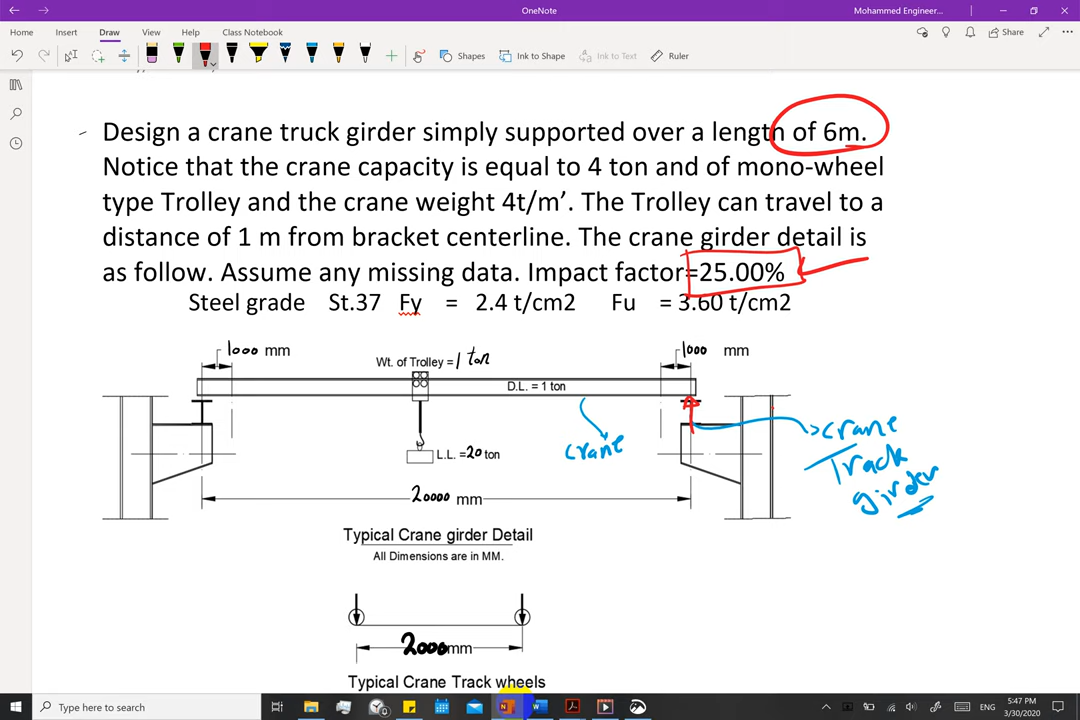 OneNote
Mohammed Engineer...
Home Insert Draw View Help Class Notebook
Share
Shapes Ink to Shape Ink to Text Ruler
Design a crane truck girder simply supported over a length of 6m.
Notice that the crane capacity is equal to 4 ton and of mono-wheel
type Trolley and the crane weight 4t/m’. The Trolley can travel to a
distance of 1 m from bracket centerline. The crane girder detail is
as follow. Assume any missing data. Impact factor=25.00%
Steel grade St.37 Fy = 2.4 t/cm2 Fu = 3.60 t/cm2
1000 mm
Wt. of Trolley = 1 ton
1000 mm
D.L. = 1 ton
crane
L.L. =20 ton
crane
Track
girder
20000 mm
Typical Crane girder Detail
All Dimensions are in MM.
2000 mm
Typical Crane Track wheels
Type here to search
ENG
5:47 PM
3/30/2020